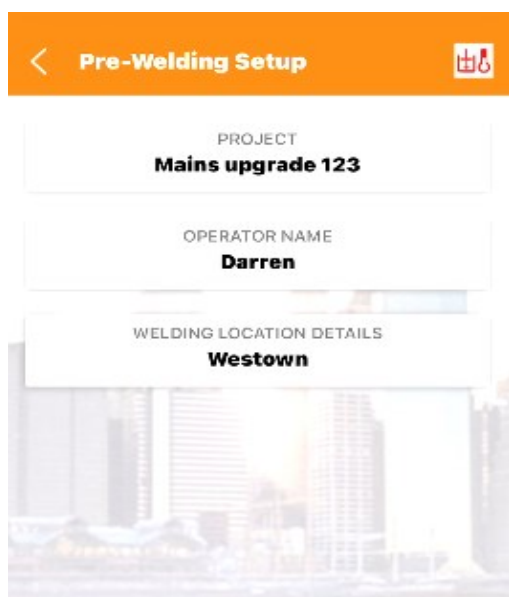 Pre-Welding Setup
PROJECT
Mains upgrade 123
OPERATOR NAME
Darren
WELDING LOCATION DETAILS
Westown